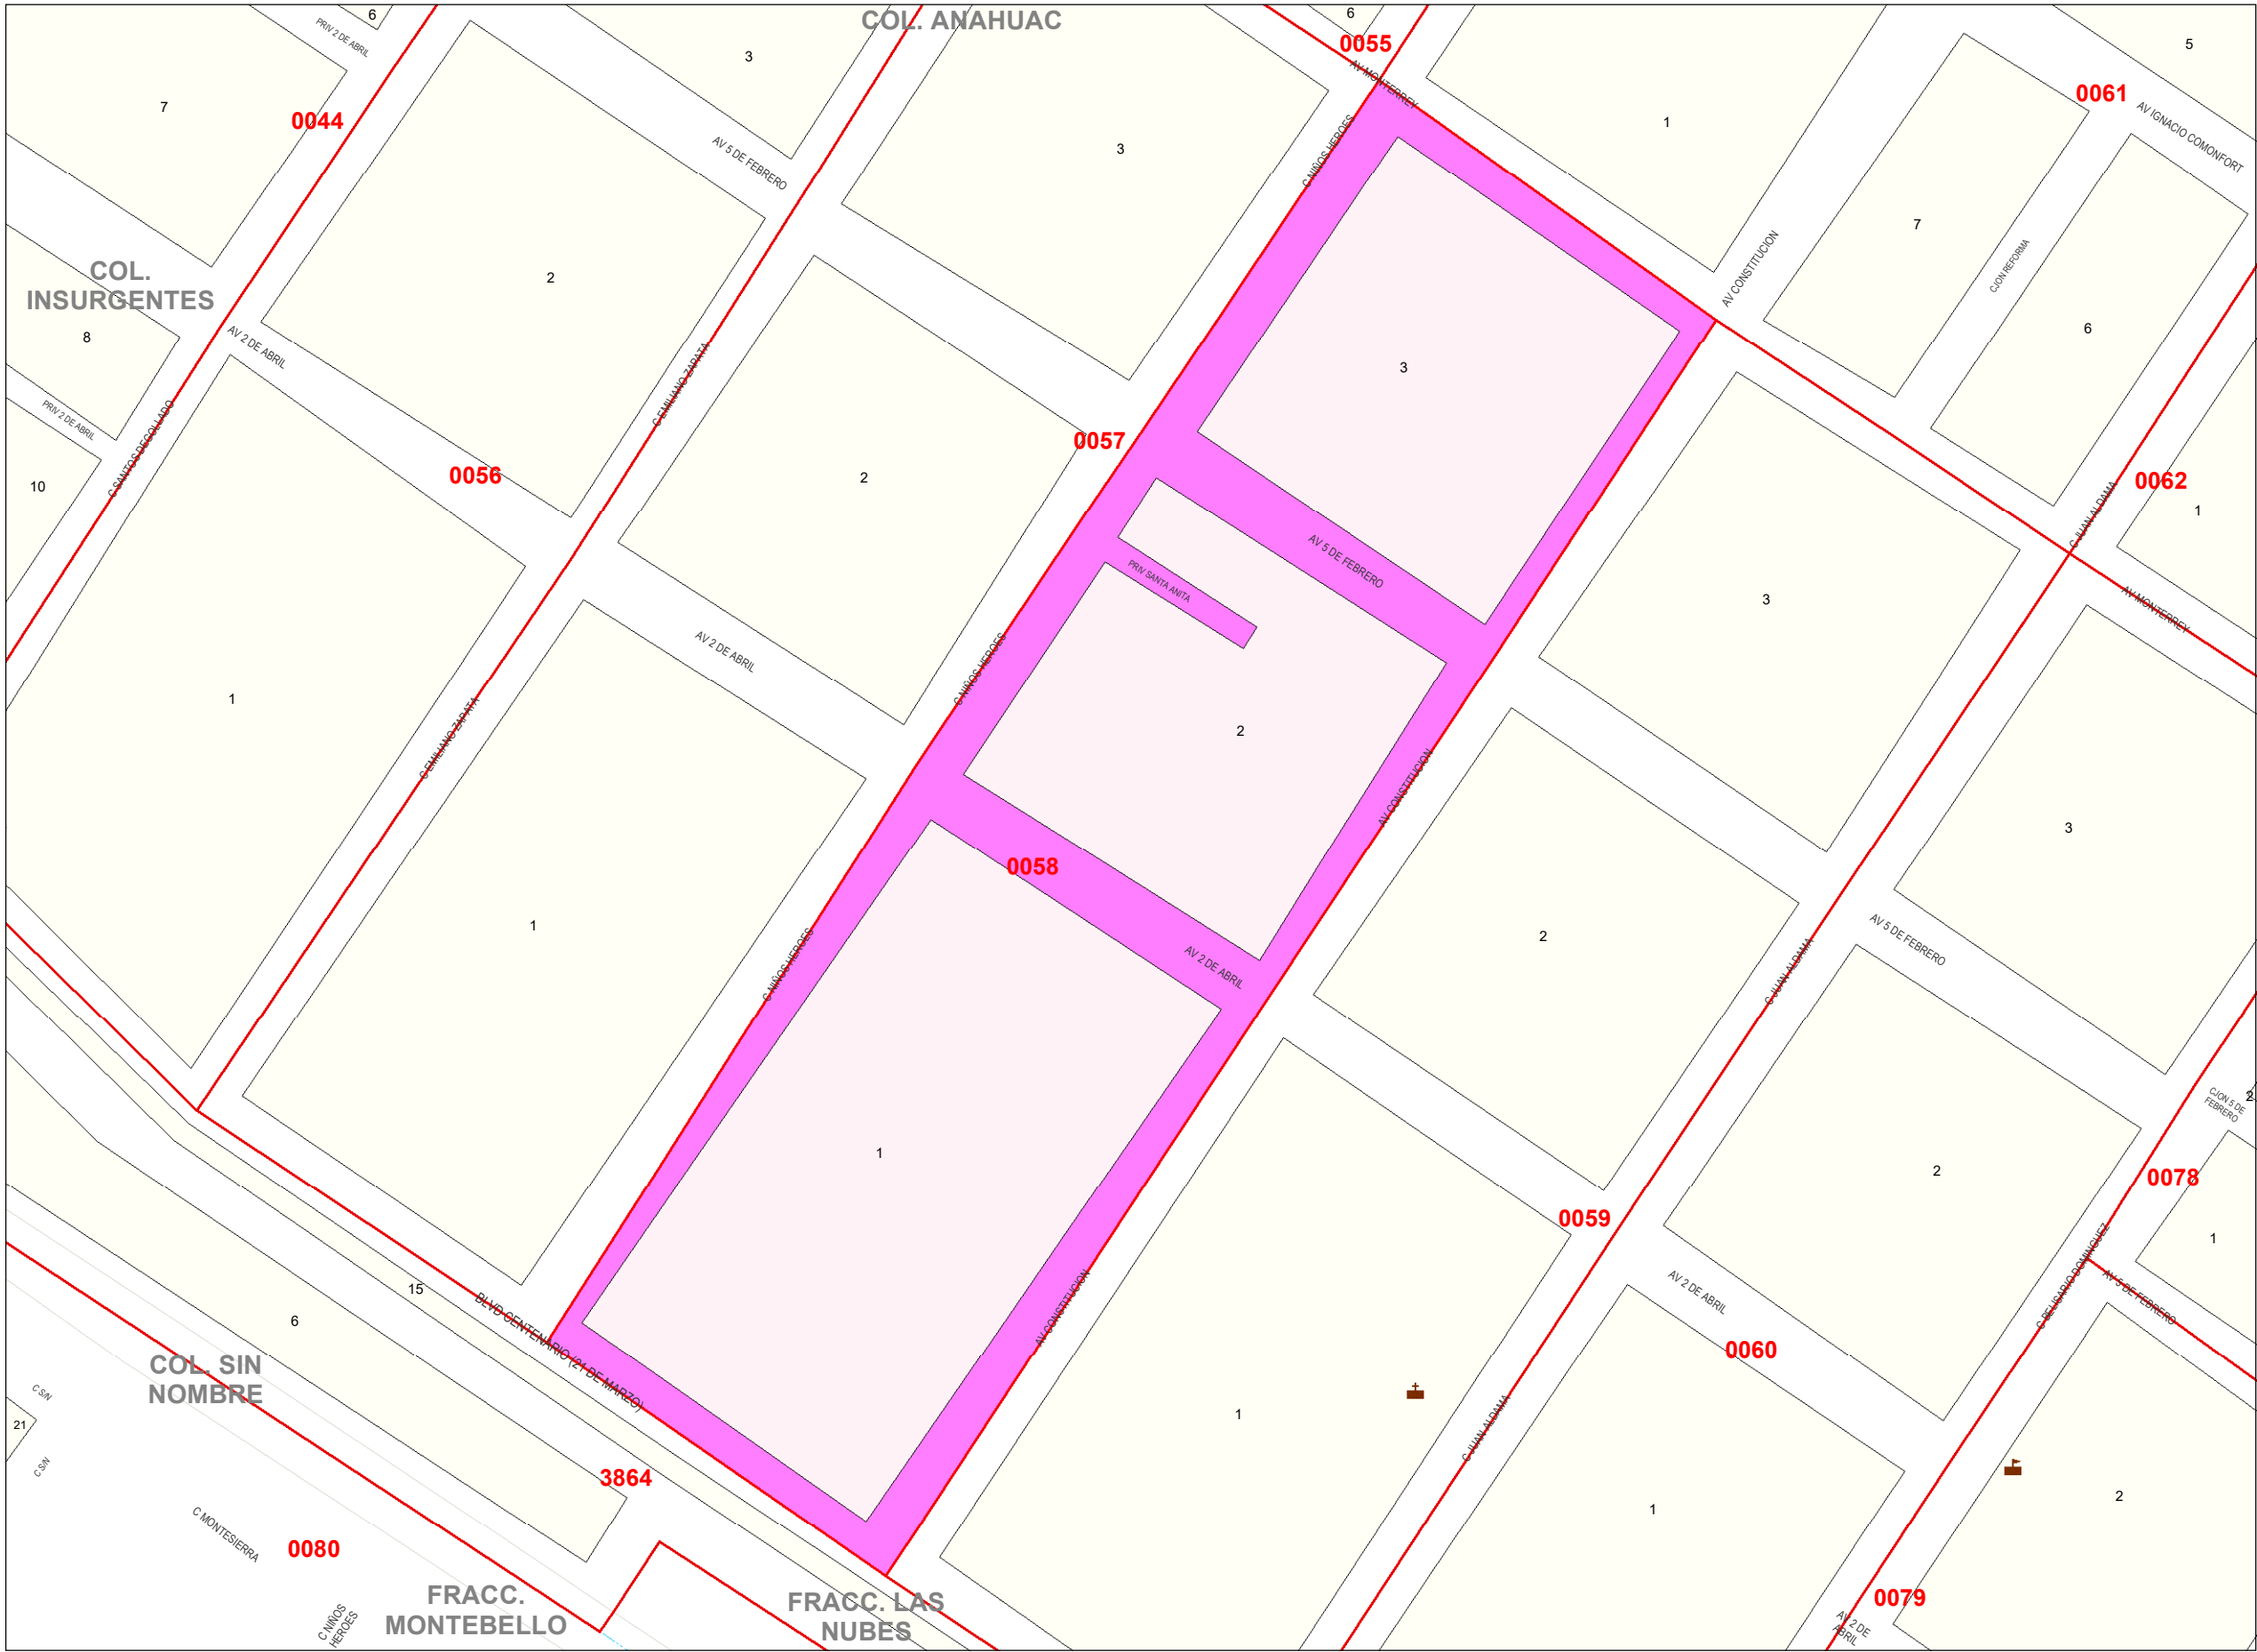 6
COL. ANAHUAC
6
PRIV 2 DE ABRIL
3
0055
5
AV MONTERREY
0061
7
0044
AV IGNACIO COMONFORT
1
AV 5 DE FEBRERO
3
C NIÑOS HEROES
7
COL.
INSURGENTES
2
AV CONSTITUCION
CJON REFORMA
6
8
AV 2 DE ABRIL
C EMILIANO ZAPATA
3
PRIV 2 DE ABRIL
C SANTOS DEGOLLADO
0057
0056
2
0062
10
1
C JUAN ALDAMA
AV 5 DE FEBRERO
PRIV SANTA ANITA
3
AV MONTERREY
AV 2 DE ABRIL
C NIÑOS HEROES
1
2
C EMILIANO ZAPATA
AV CONSTITUCION
3
0058
1
2
AV 5 DE FEBRERO
C NIÑOS HEROES
AV 2 DE ABRIL
C JUAN ALDAMA
2
CJON 5 DE
FEBRERO
1
2
0078
0059
1
C BELISARIO DOMINGUEZ
15
BLVD CENTENARIO (21 DE MARZO)
AV CONSTITUCION
AV 2 DE ABRIL
AV 5 DE FEBRERO
6
0060
COL. SIN
NOMBRE
C S/N
21
1
C JUAN ALDAMA
C S/N
3864
2
1
C MONTESIERRA
0080
FRACC.
MONTEBELLO
FRACC. LAS
NUBES
0079
C NIÑOS
HEROES
AV 2 DE
ABRIL